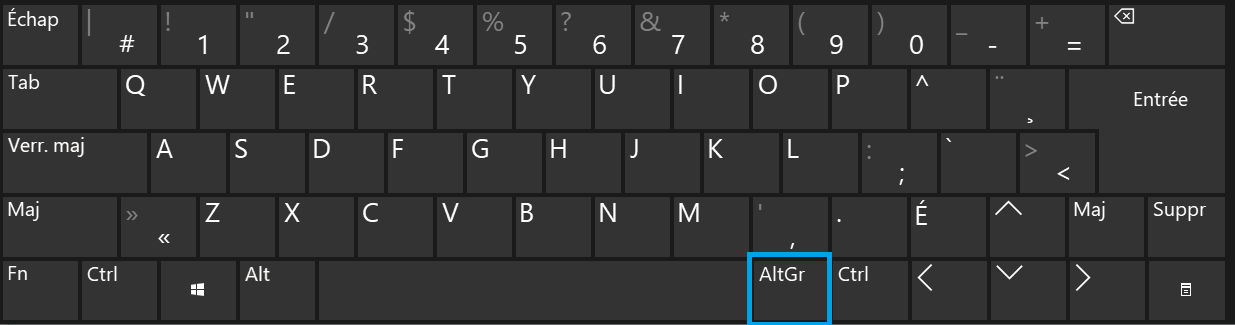 Échap | # ! 1 " 2 / 3 $ 4 % 5 ? 6 & 7 * 8 ( 9 ) 0 _ - + =
Tab Q W E R T Y U I O P ^ ¨ ¸ Entrée
Verr. maj A S D F G H J K L : ; ` > <
Maj » « Z X C V B N M ' , . É Maj Suppr
Fn Ctrl Alt AltGr Ctrl